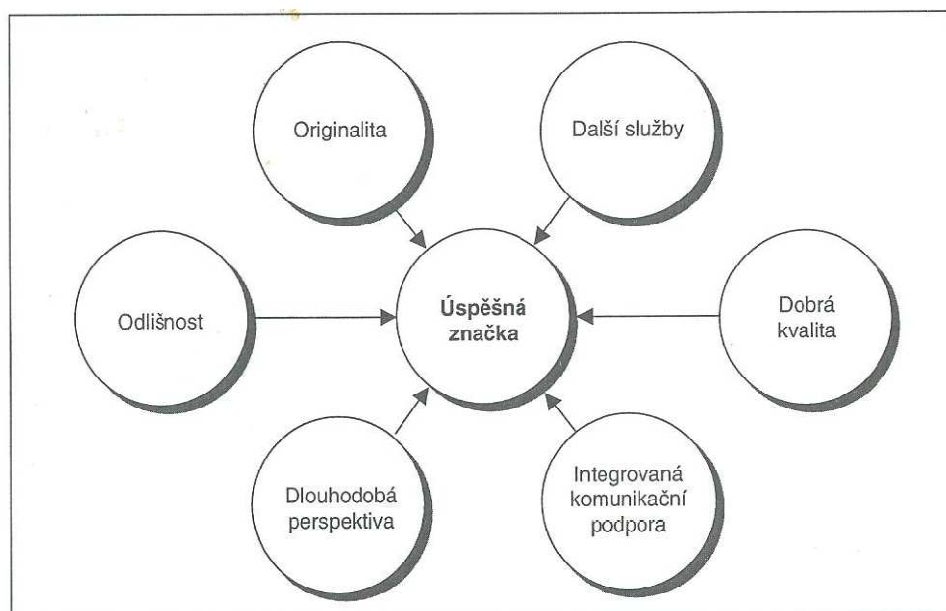 Originalita
Další služby
Odlišnost
Úspěšná
značka
Dobrá
kvalita
Dlouhodobá
perspektiva
Integrovaná
komunikační
podpora